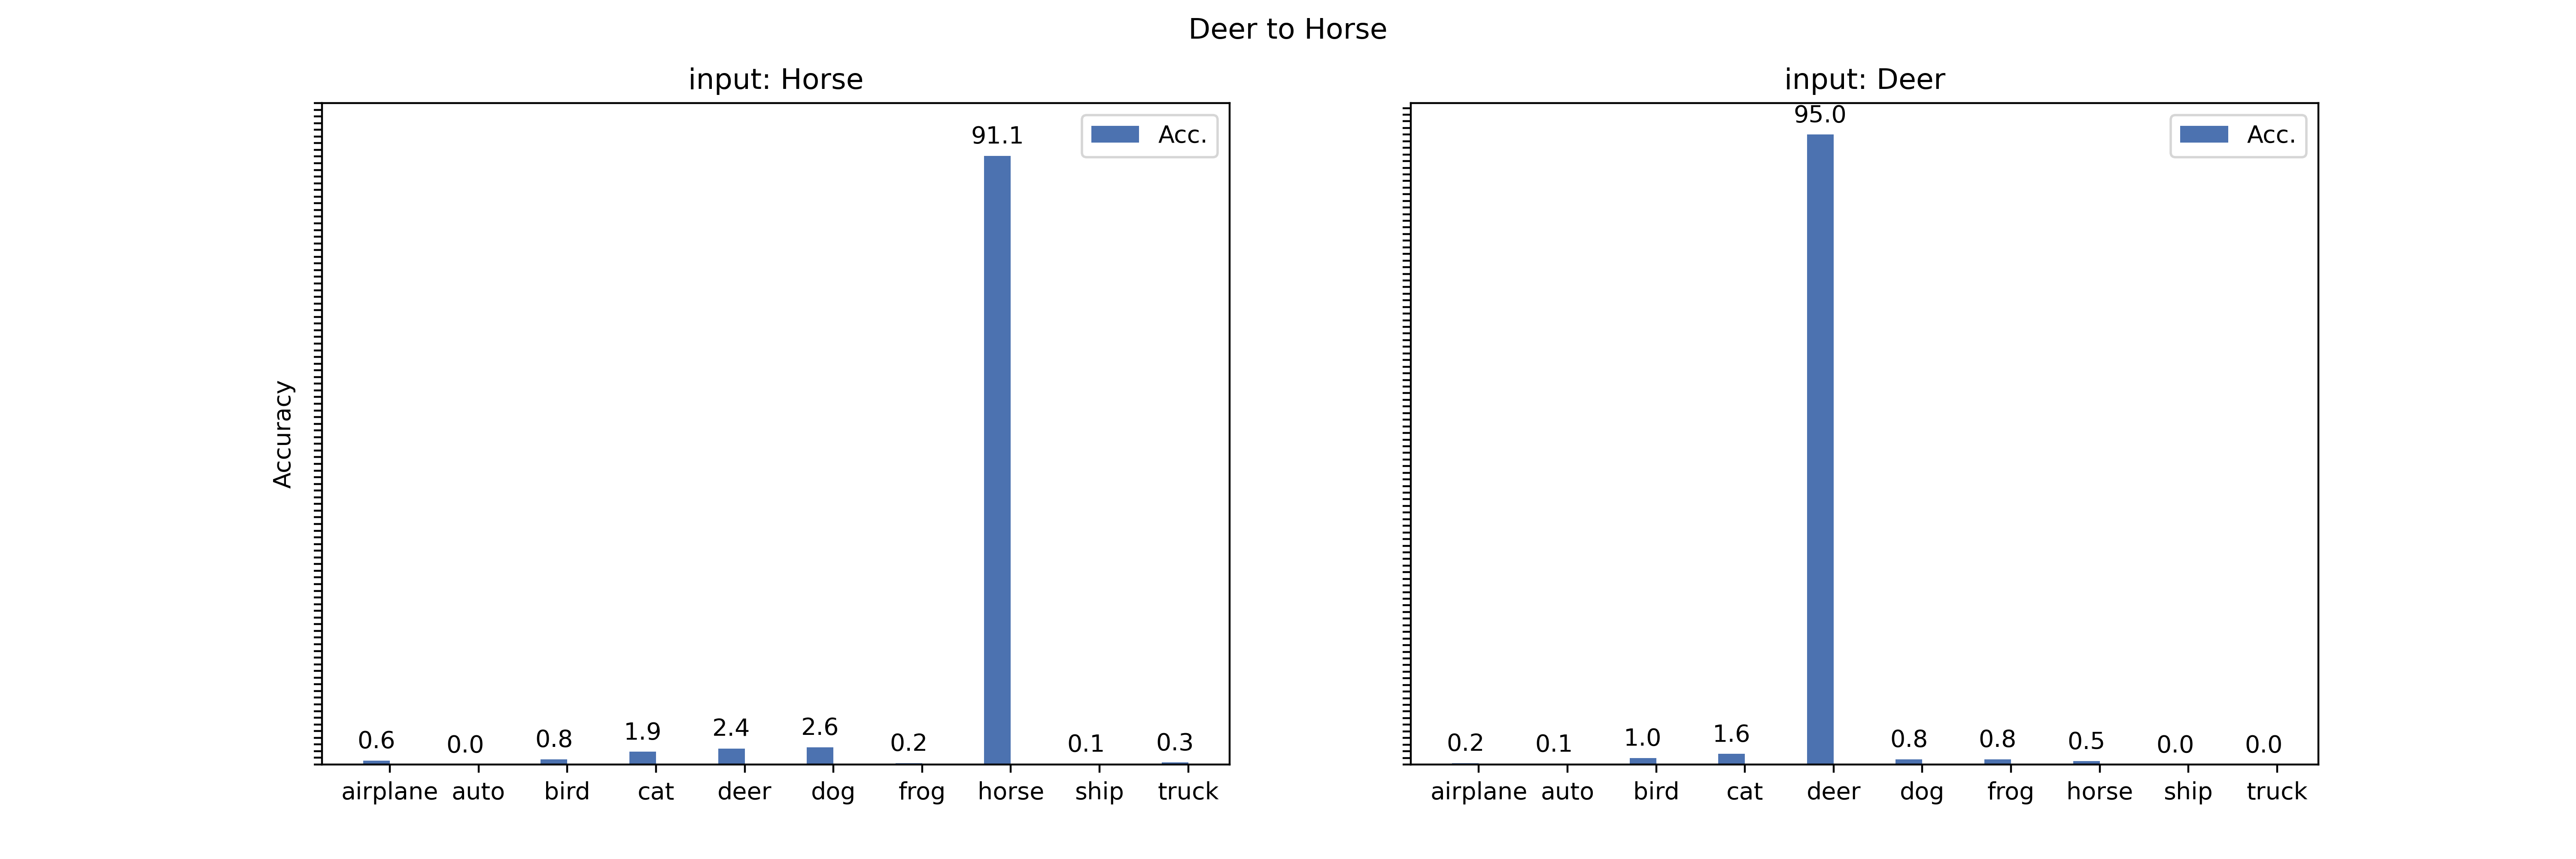 Deer to Horse
input: Horse
Acc.
91.1
Accuracy
0.6 0.0 0.8 1.9 2.4 2.6 0.2 0.1 0.3
airplane auto bird cat deer dog frog horse ship truck
input: Deer
95.0
Acc.
0.2 0.1 1.0 1.6 0.8 0.8 0.5 0.0 0.0
airplane auto bird cat deer dog frog horse ship truck